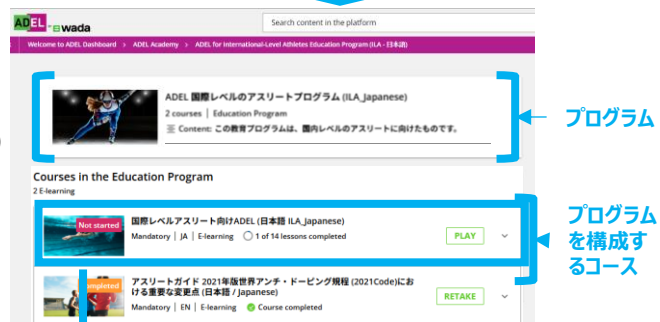 ADEL wada
Search content in the platform
Welcome to ADEL Dashboard > ADEL Academy > ADEL for International-Level Athletes Education Program (ILA - 日本語)
ADEL 国際レベルのアスリートプログラム (ILA_Japanese)
2 courses | Education Program
Content: この教育プログラムは、国内レベルのアスリートに向けたものです。
プログラム
Courses in the Education Program
2 E-learning
Not started
国際レベルアスリート向けADEL (日本語 ILA_Japanese)
Mandatory | JA | E-learning 1 of 14 lessons completed
PLAY
プログラム
を構成す
るコース
Completed
アスリートガイド 2021年版世界アンチ・ドーピング規程 (2021Code)にお
ける重要な変更点 (日本語 / Japanese)
Mandatory | EN | E-learning Course completed
RETAKE